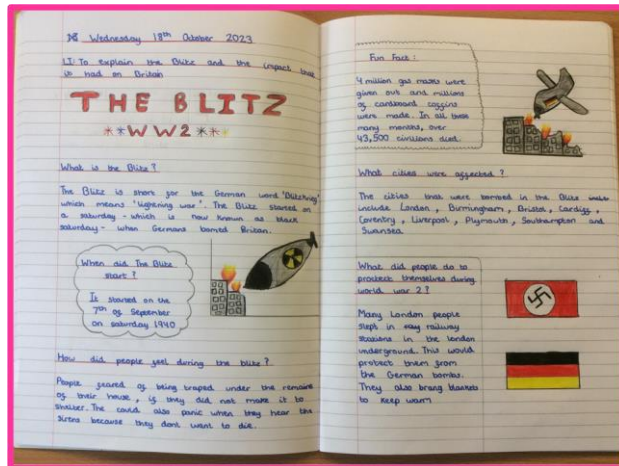 Wednesday 18th October 2023
LI: To explain the Blitz and the impact that
is had on Britain
THE BLITZ
WW2
What is the Blitz?
The Blitz is short for the German word 'Blitzkrieg'
which means 'lightening war'. The Blitz started on
a saturday - which is now known as black
saturday - when Germans bombd Britan.
When did The Blitz
start?
It started on the
7th of September
on saturday 1940
How did people feel during the blitz?
People feared of being traped under the remains
of their house, if they did not make it to
shelter. The could also panic when they hear the
sirens because they dont want to die.
Fun Fact:
4 million gas masks were
given out and millions
of cardboard coffins
were made. In all these
many months, over
43,500 civilians died.
What cities were affected?
The cities that were bombed in the Blitz
include London, Birmingham, Bristol, Cardiff,
Coventry, Liverpool, Plymouth, Southampton and
Swansea.
What did people do to
protect themselves during
world war 2?
Many London people
slept in railway
stations in the london
underground. This would
protect them from
the German bombs.
They also brang blankets
to keep warm